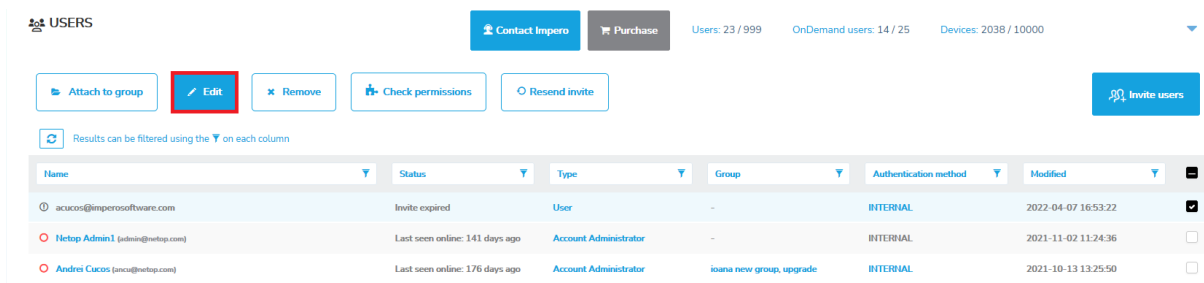 USERS
Contact Impero Purchase Users: 23 / 999 OnDemand users: 14 / 25 Devices: 2038 / 10000
Attach to group Edit Remove Check permissions Resend invite Invite users
Results can be filtered using the on each column
Name Status Type Group Authentication method Modified
acucos@imperosoftware.com Invite expired User - INTERNAL 2022-04-07 16:53:22
Netop Admin1 (admin@netop.com) Last seen online: 141 days ago Account Administrator - INTERNAL 2021-11-02 11:24:36
Andrei Cucos (ancu@netop.com) Last seen online: 176 days ago Account Administrator ioana new group, upgrade INTERNAL 2021-10-13 13:25:50